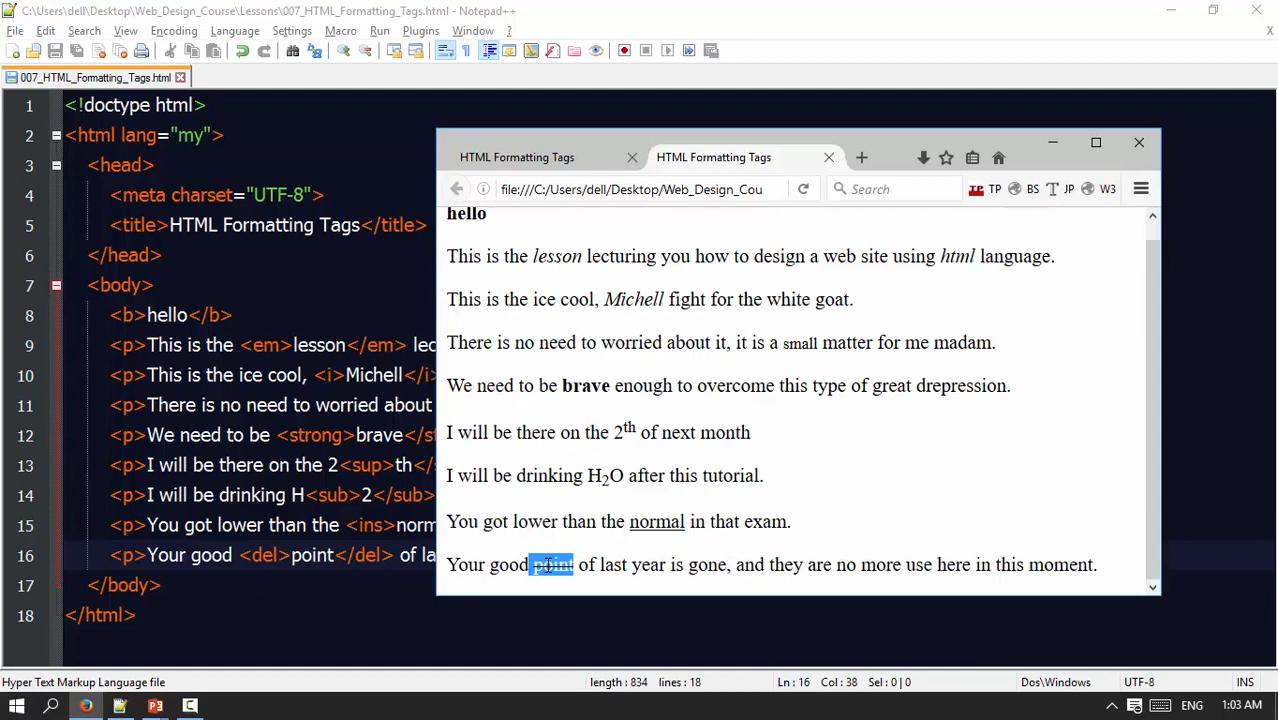 C:\Users\dell\Desktop\Web_Design_Course\Lessons\007_HTML_Formatting_Tags.html - Notepad++
File Edit Search View Encoding Language Settings Macro Run Plugins Window ? X
007_HTML_Formatting_Tags.html
1 <!doctype html>
2 <html lang="my">
3 <head>
4 <meta charset="UTF-8">
5 <title>HTML Formatting Tags</title>
6 </head>
7 <body>
8 <b>hello</b>
9 <p>This is the <em>lesson</em> lec
10 <p>This is the ice cool, <i>Michell</i
11 <p>There is no need to worried about
12 <p>We need to be <strong>brave</s
13 <p>I will be there on the 2<sup>th</
14 <p>I will be drinking H<sub>2</sub>
15 <p>You got lower than the <ins>norm
16 <p>Your good <del>point</del> of la
17 </body>
18 </html>
HTML Formatting Tags HTML Formatting Tags
file:///C:/Users/dell/Desktop/Web_Design_Cou Search TP BS JP W3
hello
This is the lesson lecturing you how to design a web site using html language.
This is the ice cool, Michell fight for the white goat.
There is no need to worried about it, it is a small matter for me madam.
We need to be brave enough to overcome this type of great drepression.
I will be there on the 2th of next month
I will be drinking H2O after this tutorial.
You got lower than the normal in that exam.
Your good point of last year is gone, and they are no more use here in this moment.
Hyper Text Markup Language file length : 834 lines : 18 Ln : 16 Col : 38 Sel : 0 | 0 Dos\Windows UTF-8 INS
ENG 1:03 AM